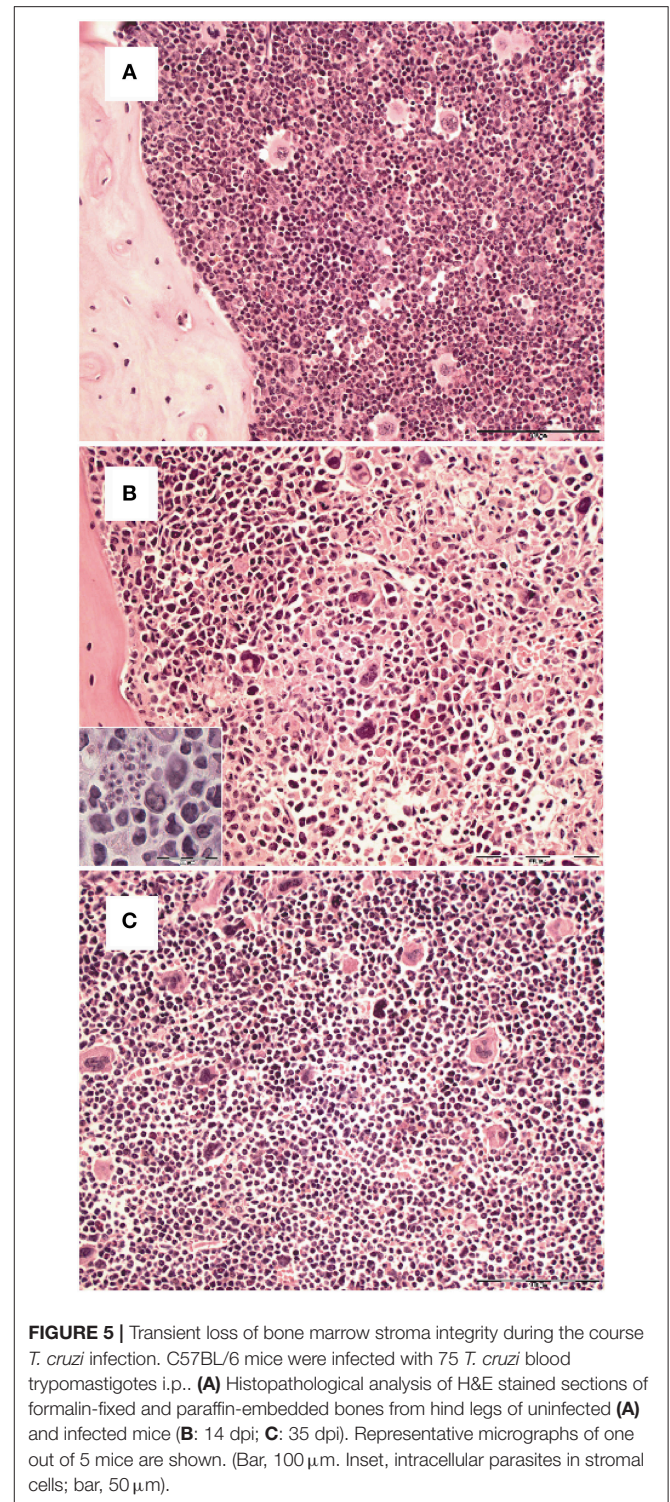 A
B
C
FIGURE 5 | Transient loss of bone marrow stroma integrity during the course
T. cruzi infection. C57BL/6 mice were infected with 75 T. cruzi blood
trypomastigotes i.p.. (A) Histopathological analysis of H&E stained sections of
formalin-fixed and paraffin-embedded bones from hind legs of uninfected (A)
and infected mice (B: 14 dpi; C: 35 dpi). Representative micrographs of one
out of 5 mice are shown. (Bar, 100 μm. Inset, intracellular parasites in stromal
cells; bar, 50 μm).